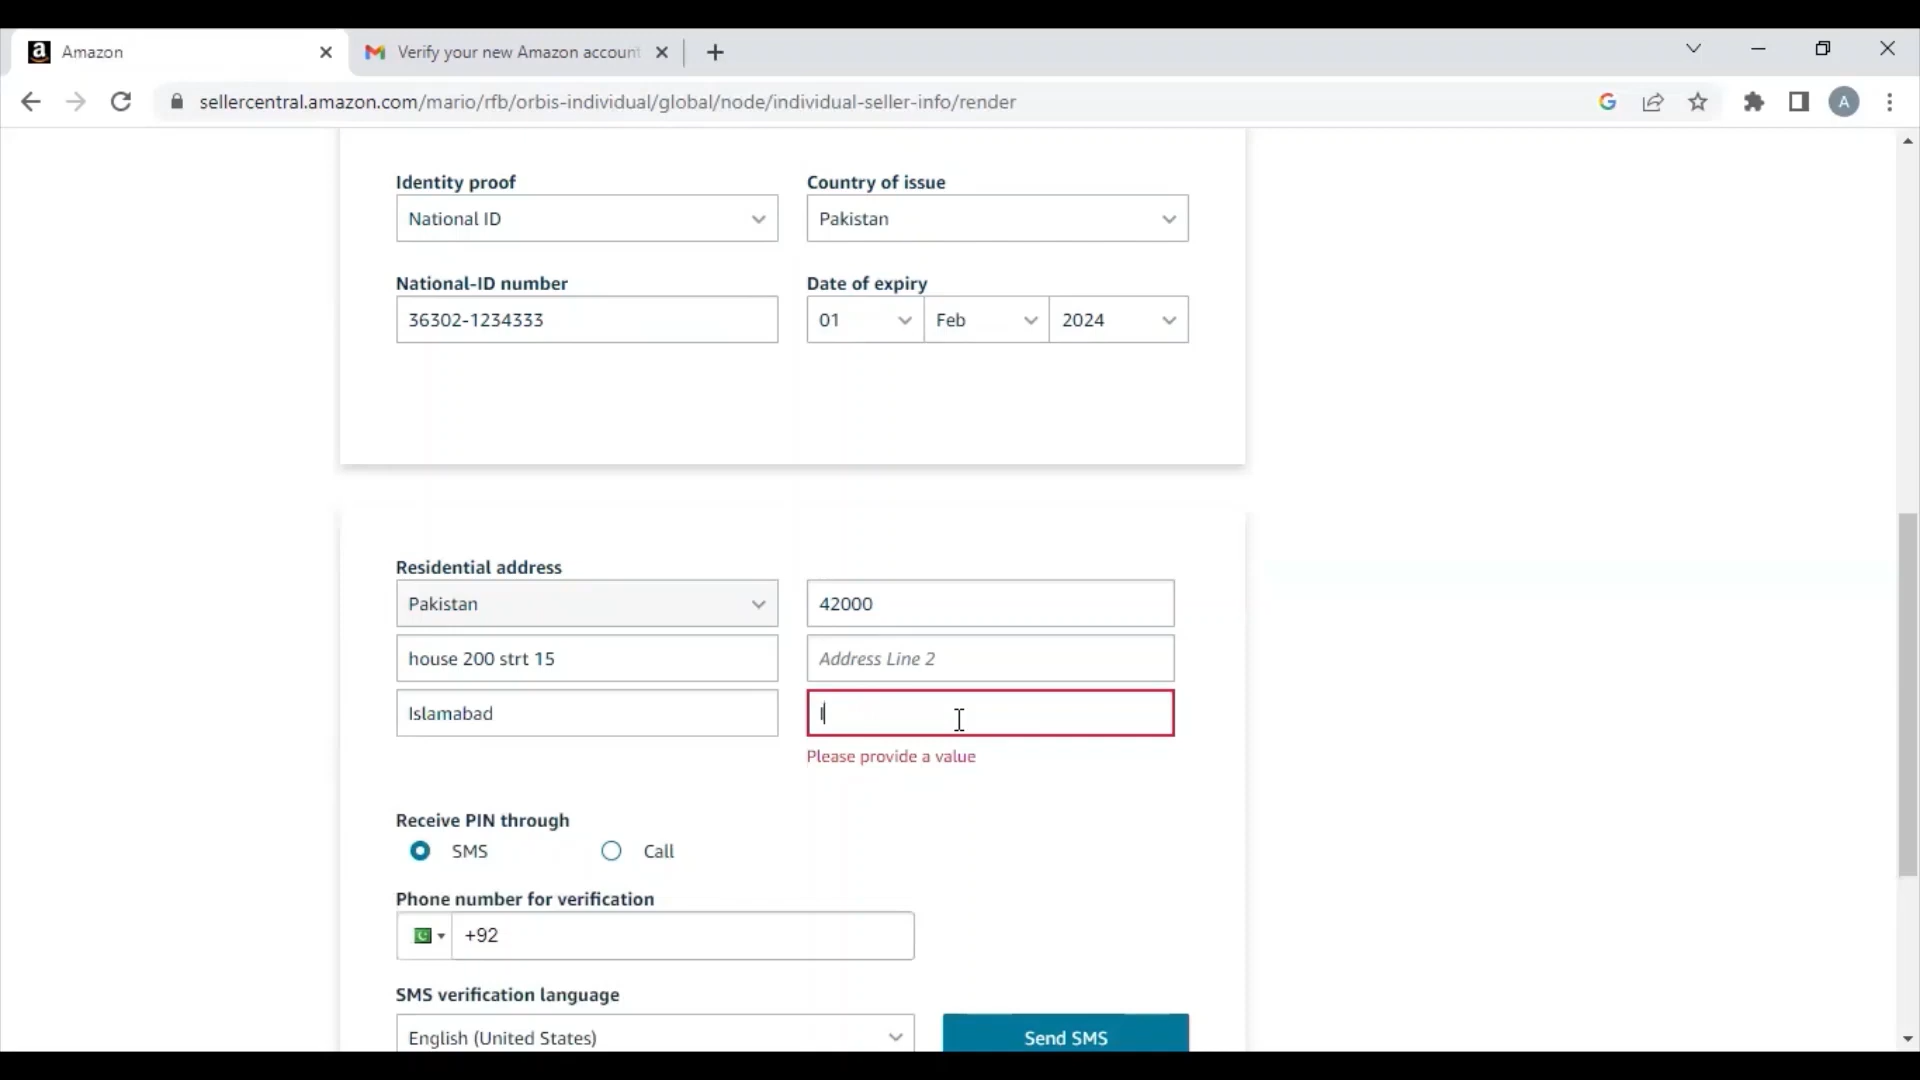 Amazon
Verify your new Amazon account
sellercentral.amazon.com/mario/rfb/orbis-individual/global/node/individual-seller-info/render
A
Identity proof
Country of issue
National ID
Pakistan
National-ID number
Date of expiry
36302-1234333
01
Feb
2024
Residential address
Pakistan
42000
house 200 strt 15
Address Line 2
Islamabad
I
Please provide a value
Receive PIN through
SMS
Call
Phone number for verification
+92
SMS verification language
English (United States)
Send SMS